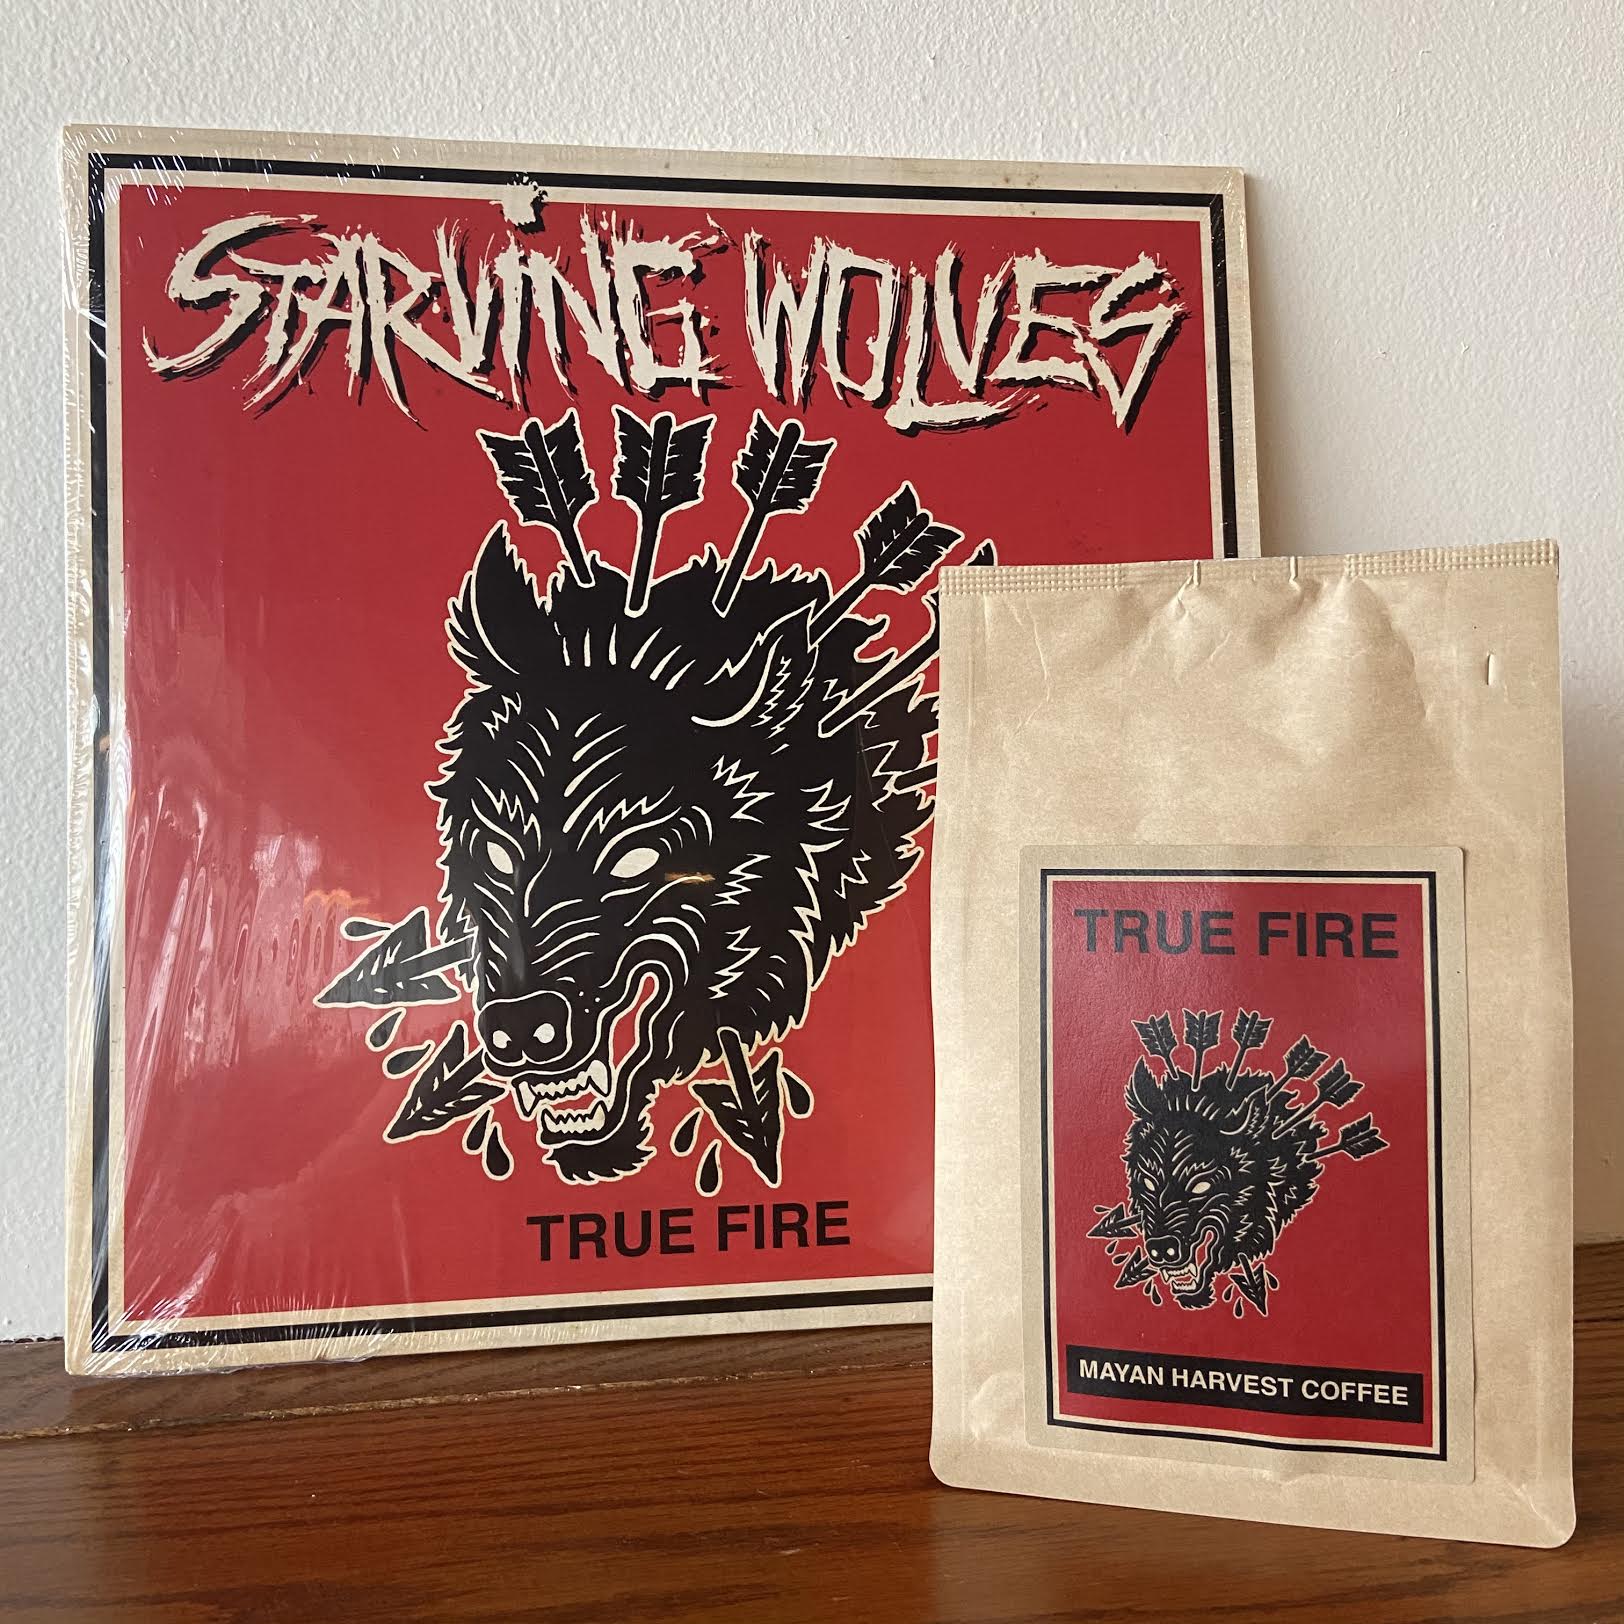 STARVING WOLVES
TRUE FIRE
TRUE FIRE
MAYAN HARVEST COFFEE